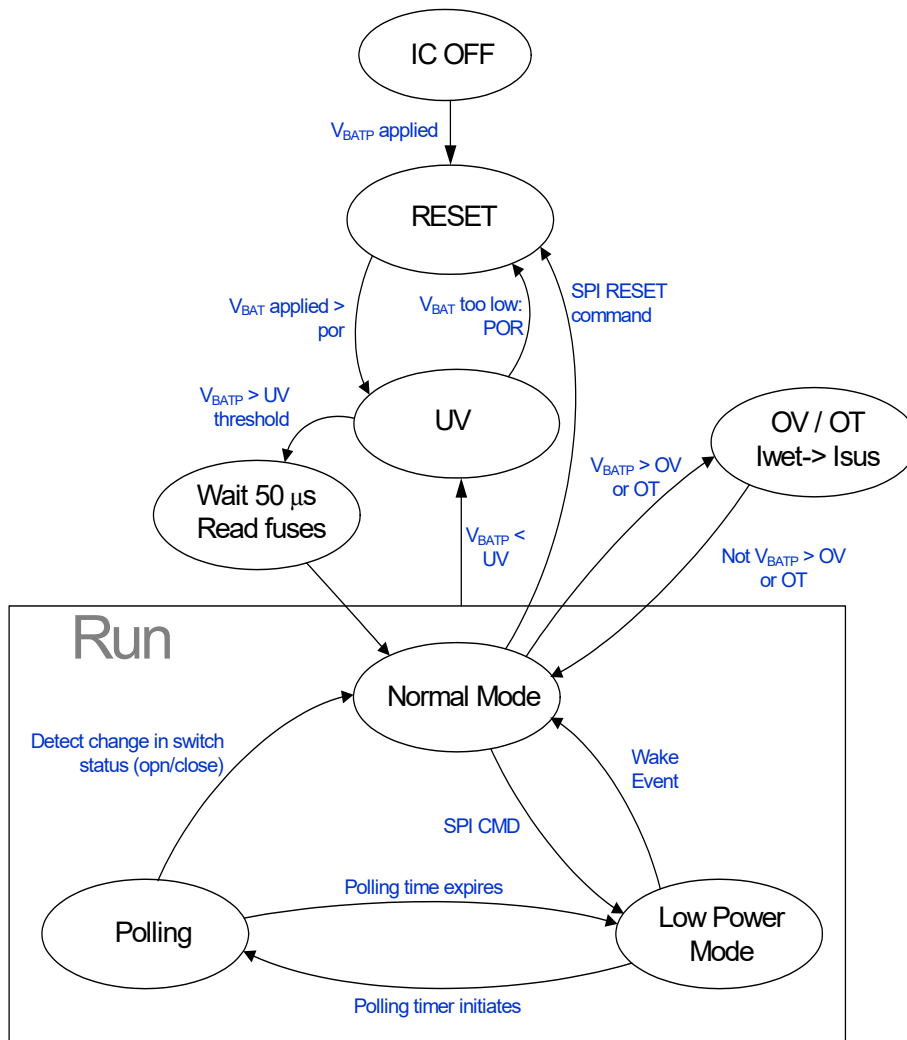 IC OFF
VBATP applied
RESET
VBAT applied >
por
VBAT too low:
POR
SPI RESET
command
VBATP > UV
threshold
UV
OV / OT
Iwet-> Isus
Wait 50 μs
Read fuses
VBATP > OV
or OT
VBATP <
UV
Not VBATP > OV
or OT
Run
Normal Mode
Detect change in switch
status (opn/close)
Wake
Event
SPI CMD
Polling time expires
Polling
Low Power
Mode
Polling timer initiates